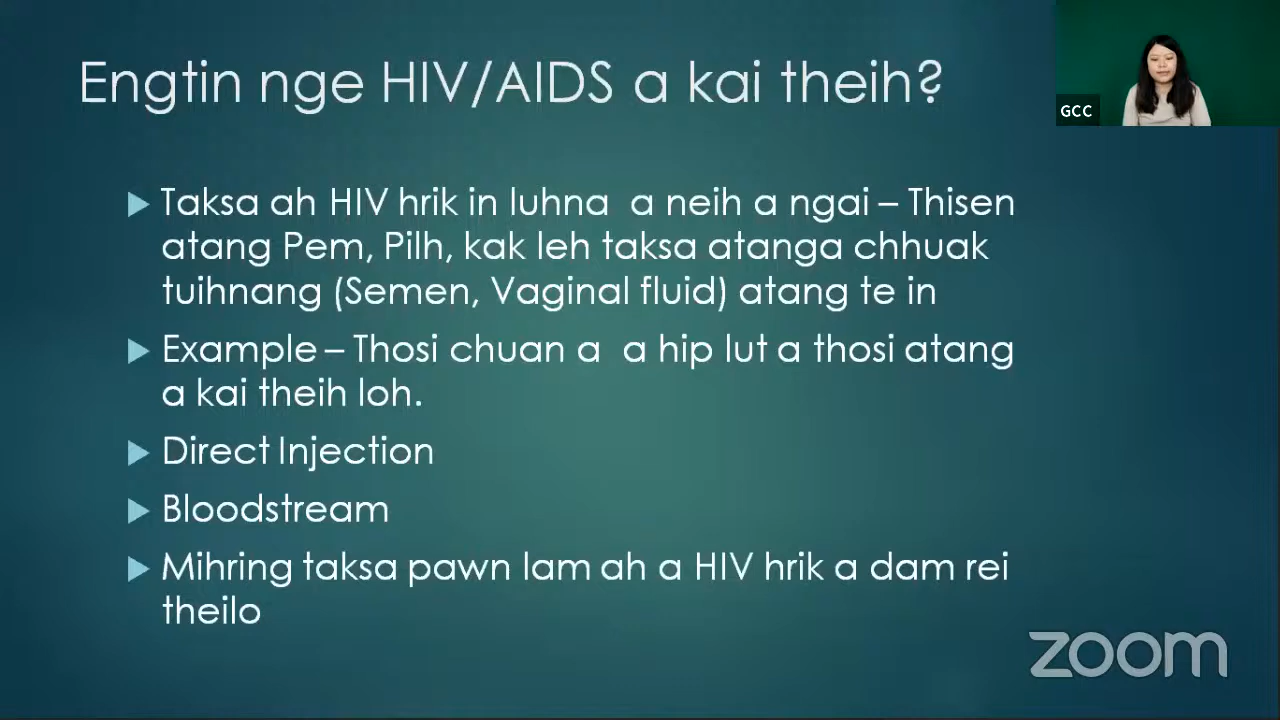 Engtin nge HIV/AIDS a kai theih?
GCC
Taksa ah HIV hrik in luhna a neih a ngai – Thisen
atang Pem, Pilh, kak leh taksa atanga chhuak
tuihnang (Semen, Vaginal fluid) atang te in
Example – Thosi chuan a a hip lut a thosi atang
a kai theih loh.
Direct Injection
Bloodstream
Mihring taksa pawn lam ah a HIV hrik a dam rei
theilo
zoom